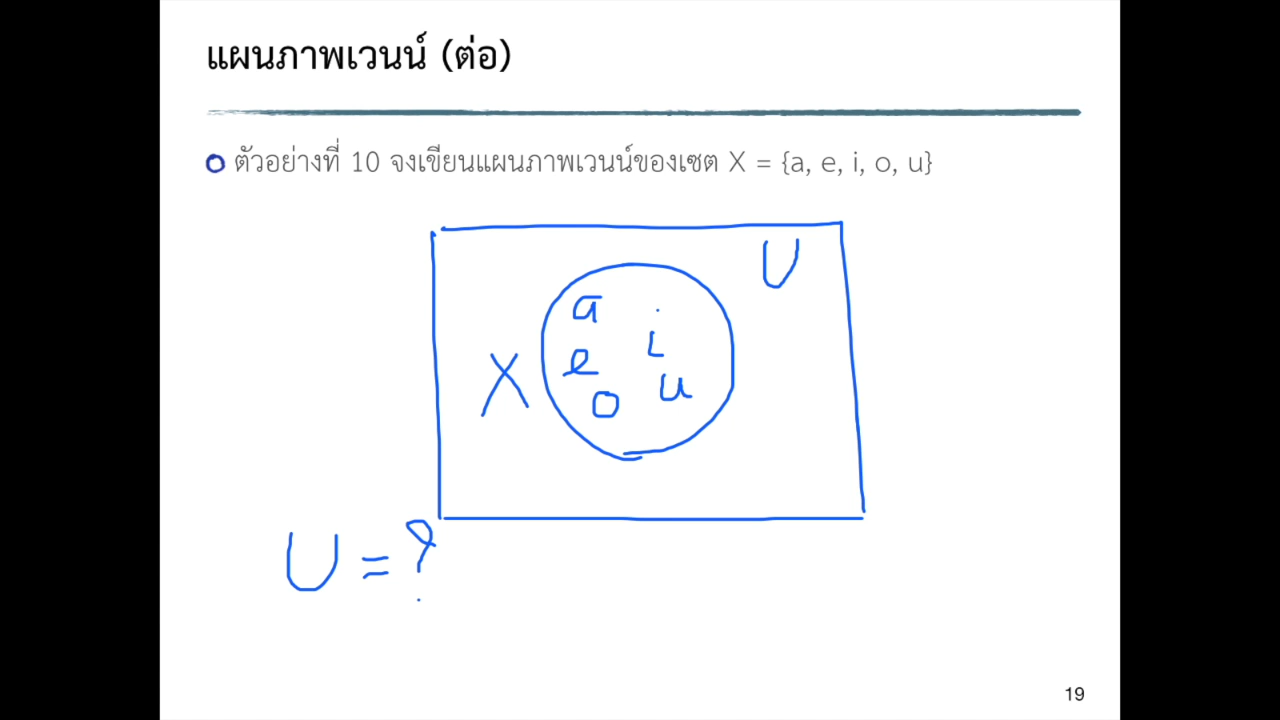 แผนภาพเวนน์ (ต่อ)
ตัวอย่างที่ 10 จงเขียนแผนภาพเวนน์ของเซต X = {a, e, i, o, u}
U
a i
X e u
o
U = ?
19